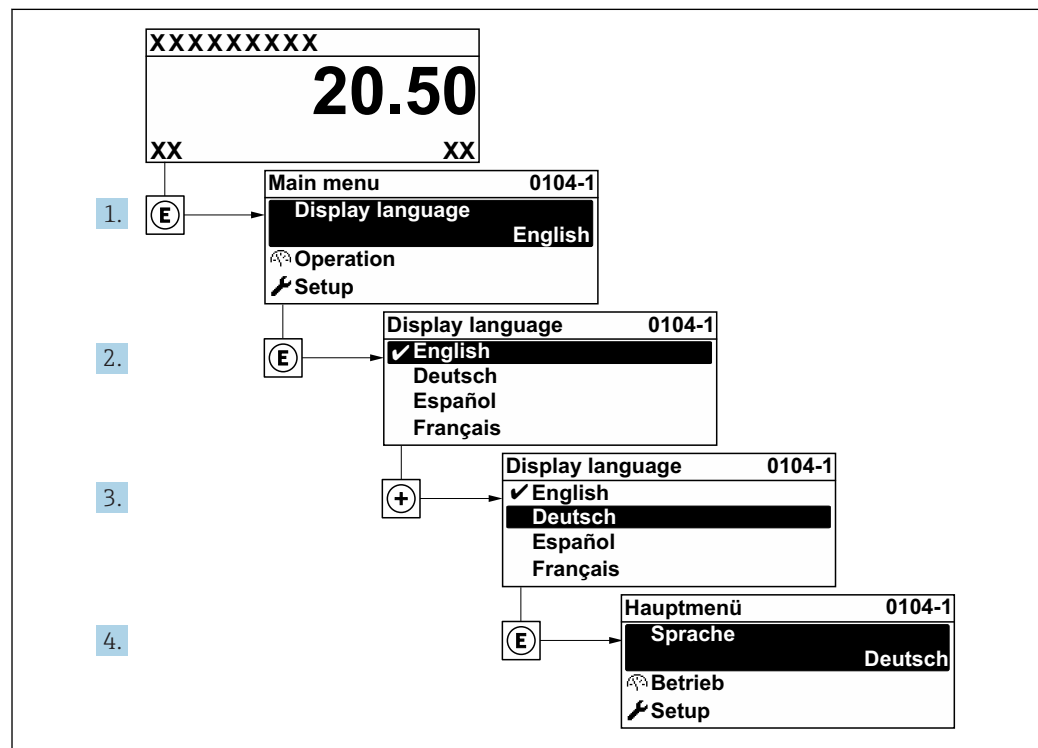 XXXXXXXXX
20.50
XX XX
1.
E
Main menu 0104-1
Display language
English
Operation
Setup
2.
E
Display language 0104-1
✔English
Deutsch
Español
Français
3.
+
Display language 0104-1
✔English
Deutsch
Español
Français
4.
E
Hauptmenü 0104-1
Sprache
Deutsch
Betrieb
Setup